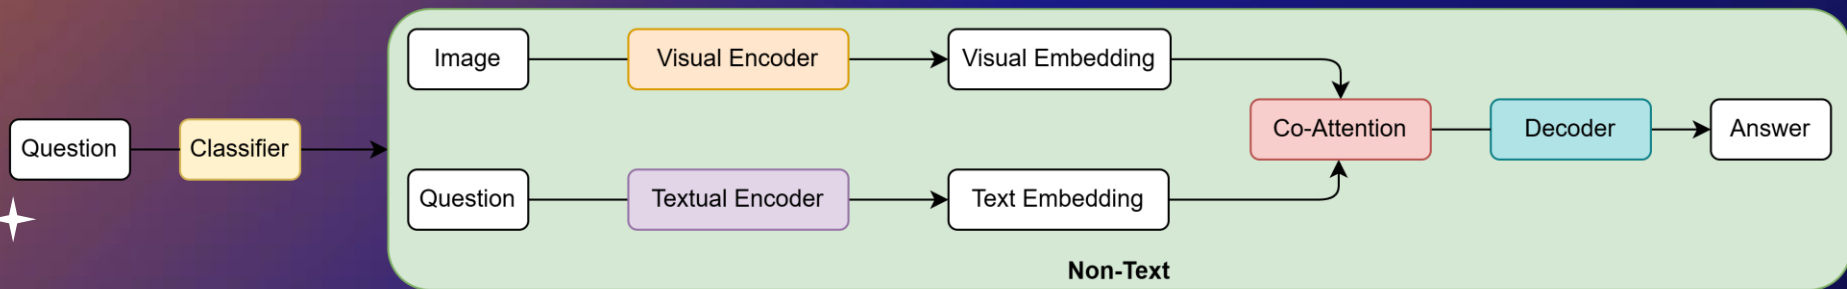 Question
Classifier
Image
Visual Encoder
Visual Embedding
Question
Textual Encoder
Text Embedding
Co-Attention
Decoder
Answer
Non-Text